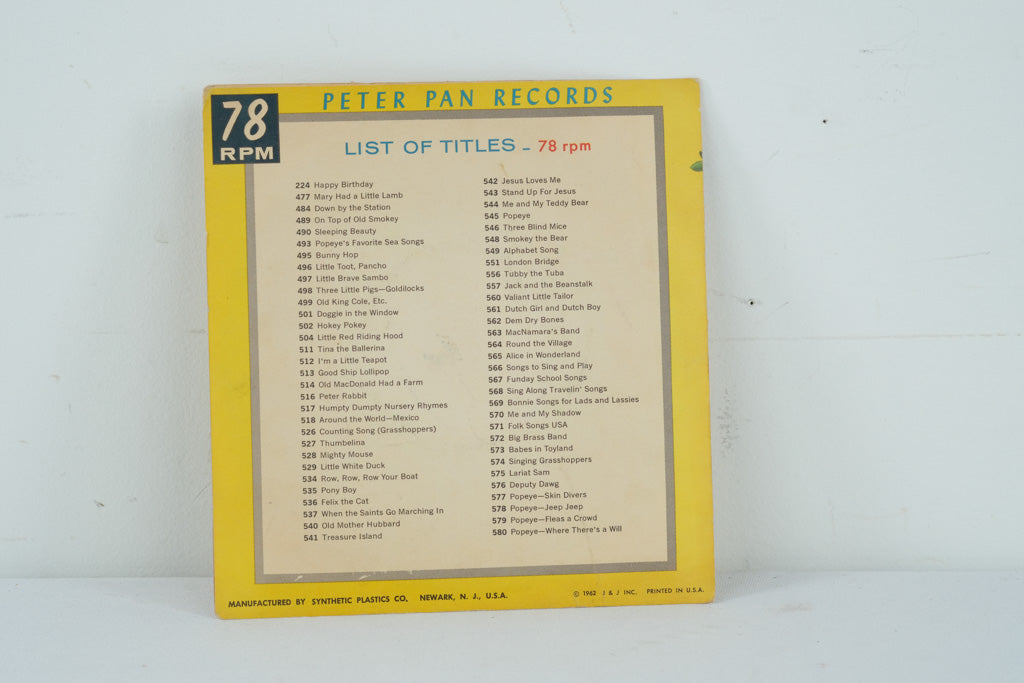 78
RPM
PETER PAN RECORDS
LIST OF TITLES - 78 rpm
224 Happy Birthday
477 Mary Had a Little Lamb
484 Down by the Station
489 On Top of Old Smokey
490 Sleeping Beauty
493 Popeye's Favorite Sea Songs
495 Bunny Hop
496 Little Toot, Pancho
497 Little Brave Sambo
498 Three Little Pigs—Goldilocks
499 Old King Cole, Etc.
501 Doggie in the Window
502 Hokey Pokey
504 Little Red Riding Hood
511 Tina the Ballerina
512 I'm a Little Teapot
513 Good Ship Lollipop
514 Old MacDonald Had a Farm
516 Peter Rabbit
517 Humpty Dumpty Nursery Rhymes
518 Around the World—Mexico
526 Counting Song (Grasshoppers)
527 Thumbelina
528 Mighty Mouse
529 Little White Duck
534 Row, Row, Row Your Boat
535 Pony Boy
536 Felix the Cat
537 When the Saints Go Marching In
540 Old Mother Hubbard
541 Treasure Island
542 Jesus Loves Me
543 Stand Up For Jesus
544 Me and My Teddy Bear
545 Popeye
546 Three Blind Mice
548 Smokey the Bear
549 Alphabet Song
551 London Bridge
556 Tubby the Tuba
557 Jack and the Beanstalk
560 Valiant Little Tailor
561 Dutch Girl and Dutch Boy
562 Dem Dry Bones
563 MacNamara's Band
564 Round the Village
565 Alice in Wonderland
566 Songs to Sing and Play
567 Funday School Songs
568 Sing Along Travelin' Songs
569 Bonnie Songs for Lads and Lassies
570 Me and My Shadow
571 Folk Songs USA
572 Big Brass Band
573 Babes in Toyland
574 Singing Grasshoppers
575 Lariat Sam
576 Deputy Dawg
577 Popeye—Skin Divers
578 Popeye—Jeep Jeep
579 Popeye—Fleas a Crowd
580 Popeye—Where There's a Will
MANUFACTURED BY SYNTHETIC PLASTICS CO. NEWARK, N. J., U.S.A.
© 1962 J & J INC. PRINTED IN U.S.A.